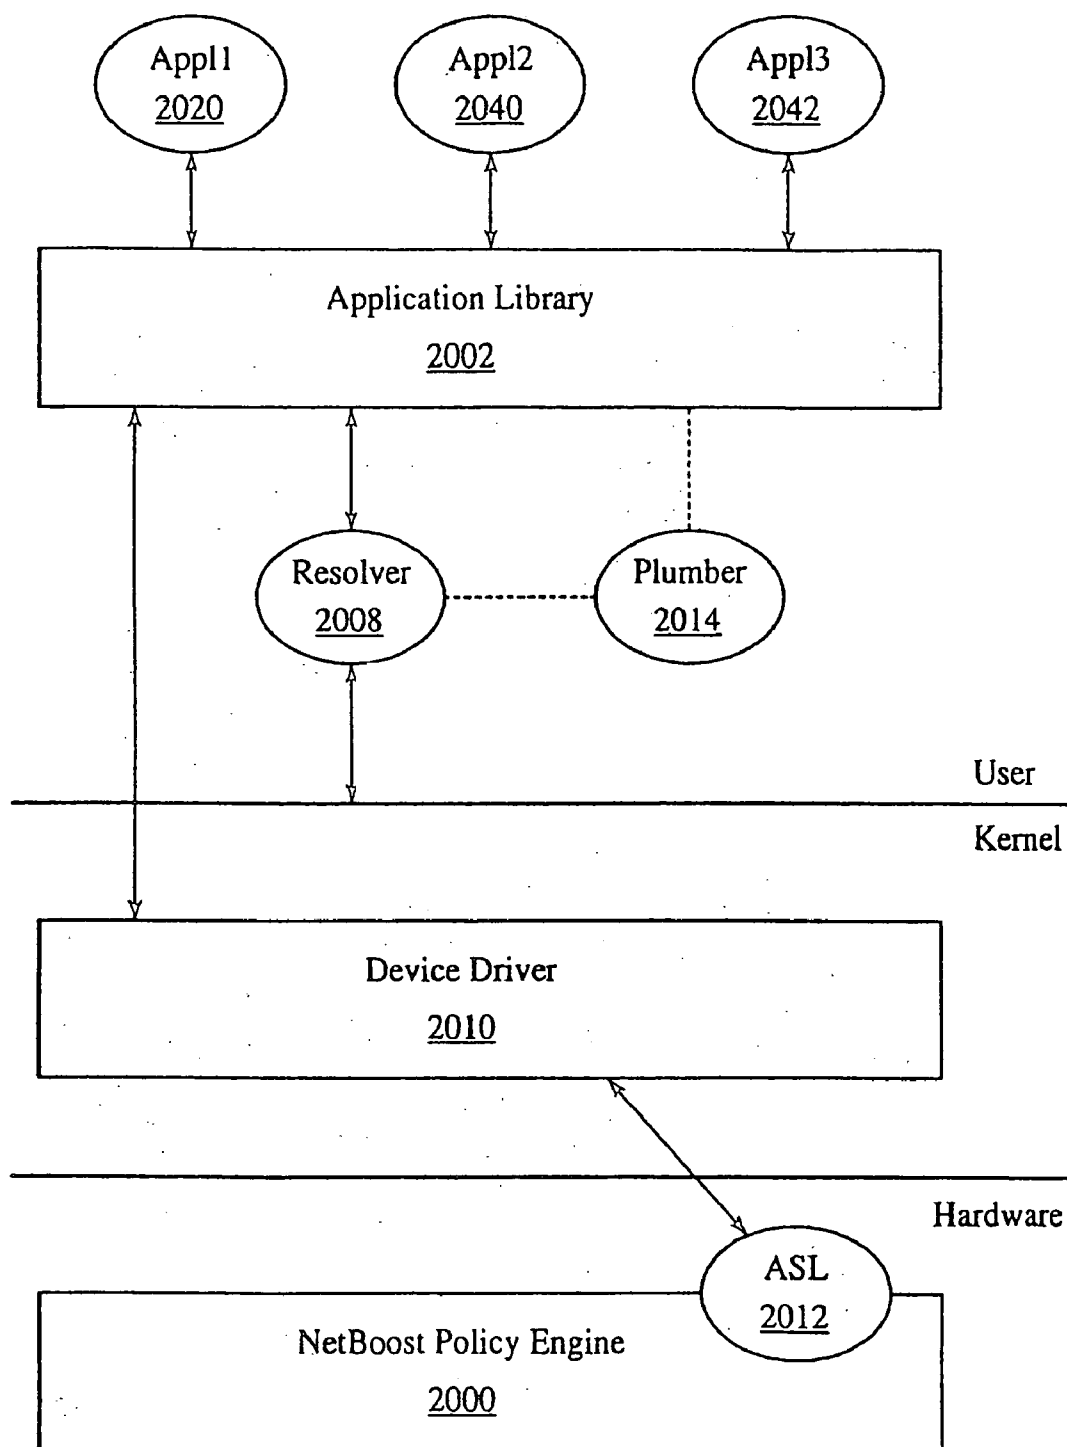 Appl1
2020
Appl2
2040
Appl3
2042
Application Library
2002
Resolver
2008
Plumber
2014
User
Kernel
Device Driver
2010
Hardware
ASL
2012
NetBoost Policy Engine
2000